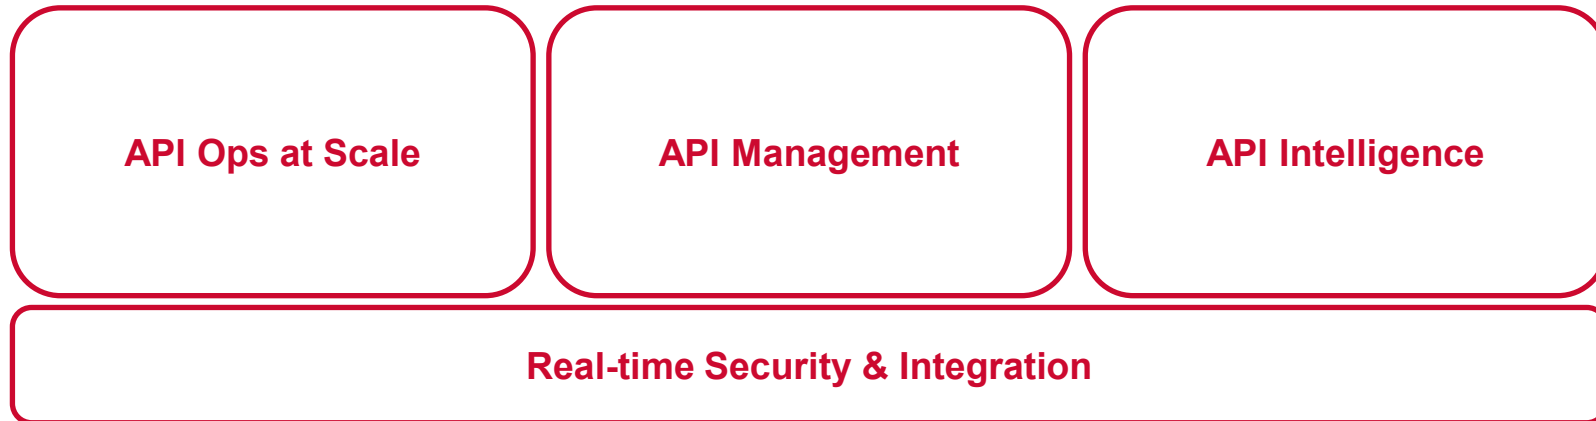 API Ops at Scale
API Management
API Intelligence
Real-time Security & Integration